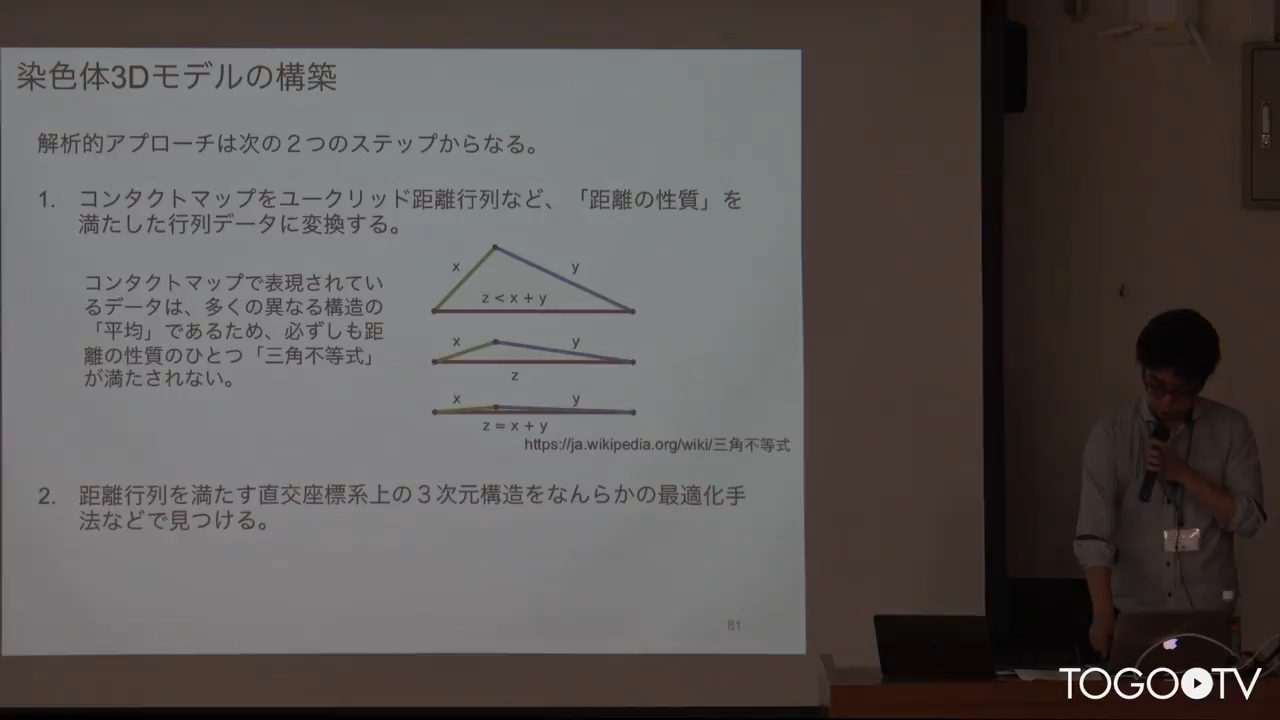 染色体3Dモデルの構築
解析的アプローチは次の２つのステップからなる。
1. コンタクトマップをユークリッド距離行列など、「距離の性質」を
満たした行列データに変換する。
コンタクトマップで表現されてい
るデータは、多くの異なる構造の
「平均」であるため、必ずしも距
離の性質のひとつ「三角不等式」
が満たされない。
x y
z < x + y
x y
z
x y
z ≈ x + y
https://ja.wikipedia.org/wiki/三角不等式
2. 距離行列を満たす直交座標系上の３次元構造をなんらかの最適化手
法などで見つける。
81
TOGOTV